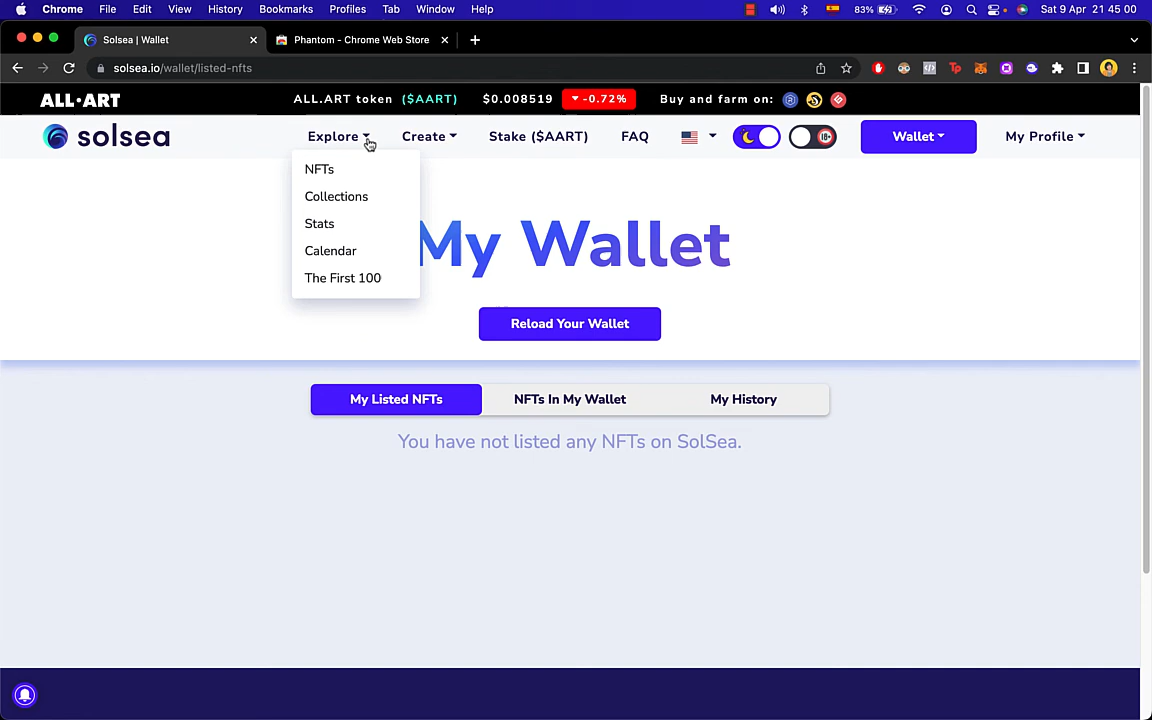 Chrome File Edit View History Bookmarks Profiles Tab Window Help 83% Sat 9 Apr 21 45 00
Solsea | Wallet Phantom - Chrome Web Store
solsea.io/wallet/listed-nfts
ALL·ART ALL.ART token ($AART) $0.008519 -0.72% Buy and farm on:
solsea Explore Create Stake ($AART) FAQ 18+ Wallet My Profile
NFTs
Collections
Stats
Calendar
The First 100
My Wallet
Reload Your Wallet
My Listed NFTs NFTs In My Wallet My History
You have not listed any NFTs on SolSea.